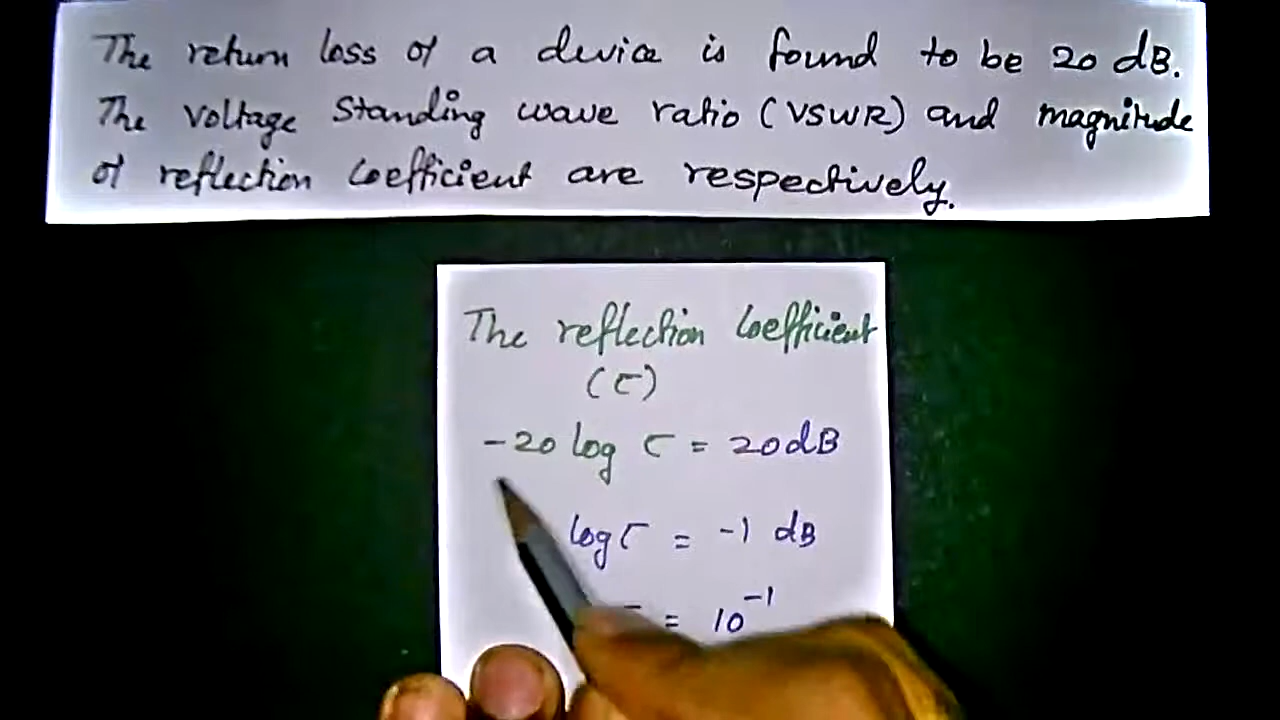 The return loss of a device is found to be 20 dB.
The Voltage Standing wave ratio (VSWR) and magnitude
of reflection Coefficient are respectively.
The reflection Coefficient
(τ)
-20 log τ = 20dB
log τ = -1 dB
= 10⁻¹